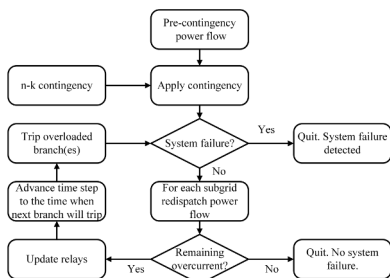 Pre-contingency
power flow
n-k contingency
Apply contingency
Trip overloaded
branch(es)
System failure?
Yes
Quit. System failure
detected
No
Advance time step
to the time when
next branch will trip
For each subgrid
redispatch power
flow
Update relays
Yes
Remaining
overcurrent?
No
Quit. No system
failure.